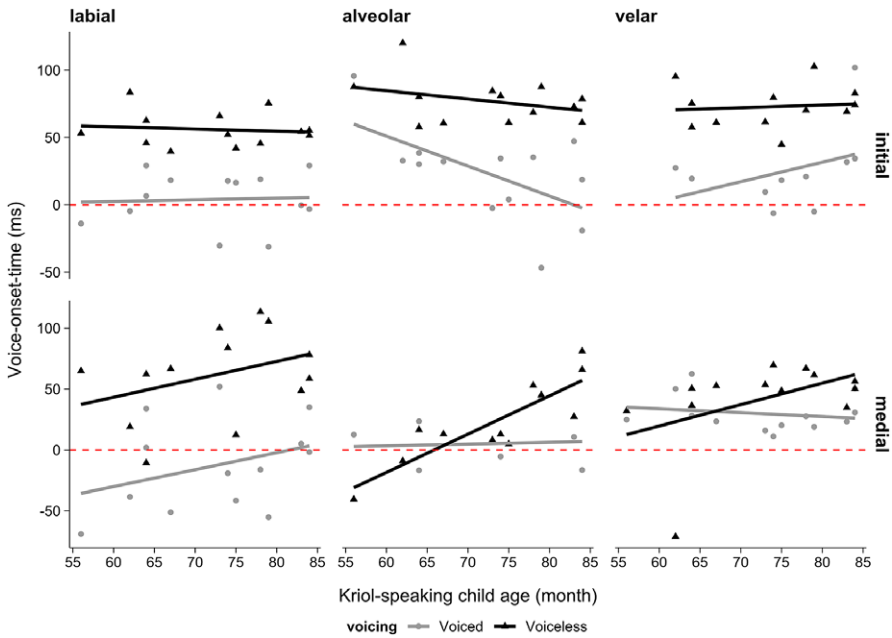 labial alveolar velar
100
50
0
-50
initial
100
50
0
-50
medial
Voice-onset-time (ms)
55 60 65 70 75 80 85 55 60 65 70 75 80 85 55 60 65 70 75 80 85
Kriol-speaking child age (month)
voicing Voiced Voiceless